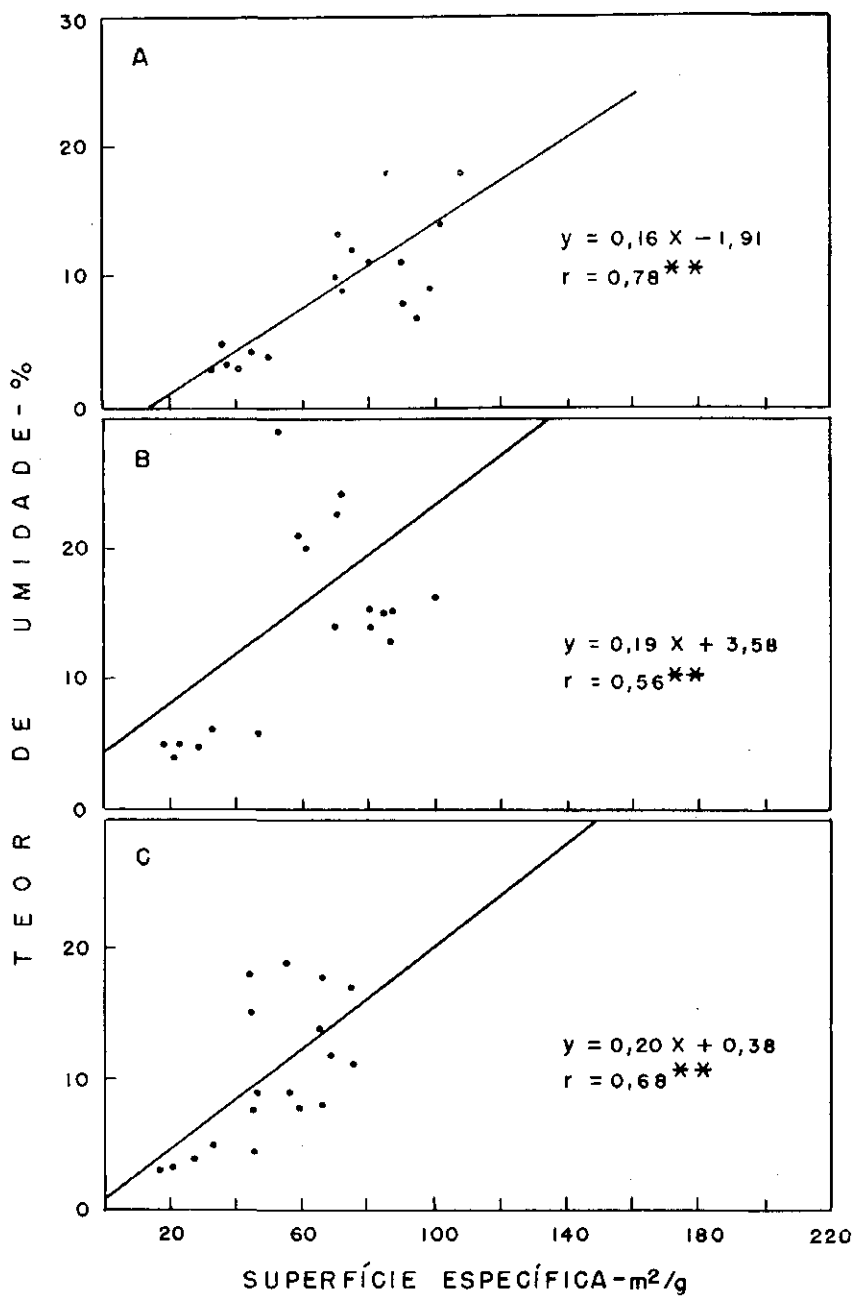 30
A
20
y = 0,16 X − 1,91
r = 0,78**
10
0
B
20
y = 0,19 X + 3,58
r = 0,56**
10
0
C
20
y = 0,20 X + 0,38
r = 0,68**
10
0
20 60 100 140 180 220
SUPERFÍCIE ESPECÍFICA-m²/g
TEOR DE UMIDADE-%